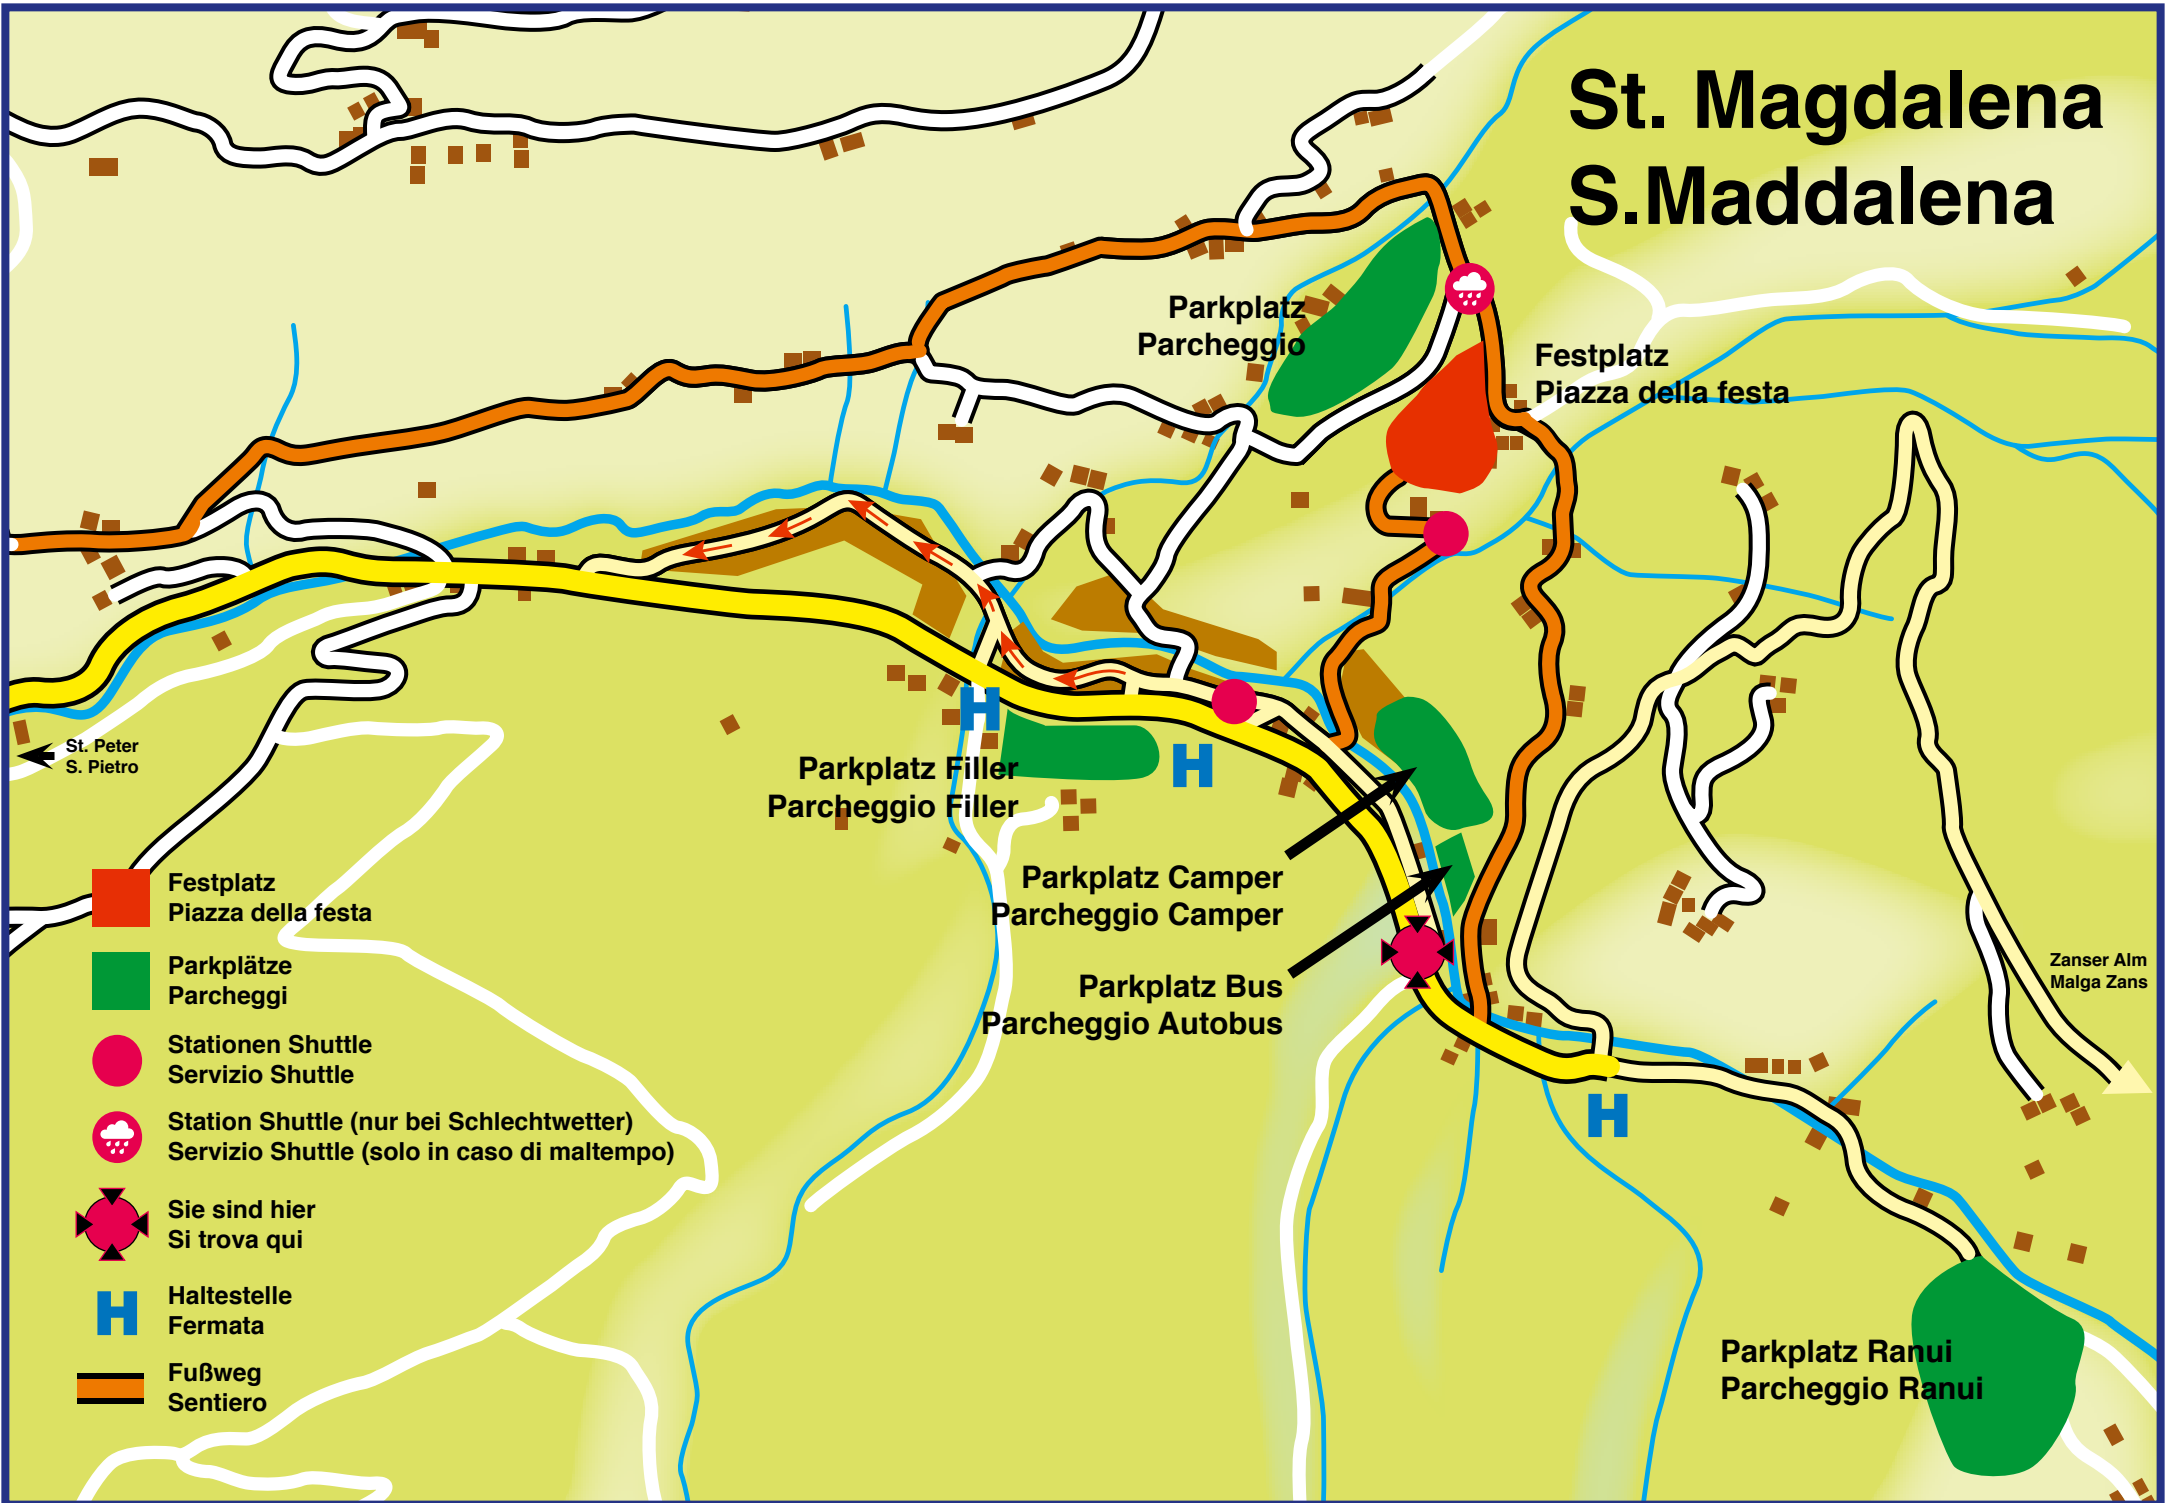 St. Magdalena
S.Maddalena
Parkplatz
Parcheggio
Festplatz
Piazza della festa
St. Peter
S. Pietro
H
H
Parkplatz Filler
Parcheggio Filler
Parkplatz Camper
Parcheggio Camper
Parkplatz Bus
Parcheggio Autobus
Zanser Alm
Malga Zans
H
Parkplatz Ranui
Parcheggio Ranui
Festplatz
Piazza della festa
Parkplätze
Parcheggi
Stationen Shuttle
Servizio Shuttle
Station Shuttle (nur bei Schlechtwetter)
Servizio Shuttle (solo in caso di maltempo)
Sie sind hier
Si trova qui
H
Haltestelle
Fermata
Fußweg
Sentiero